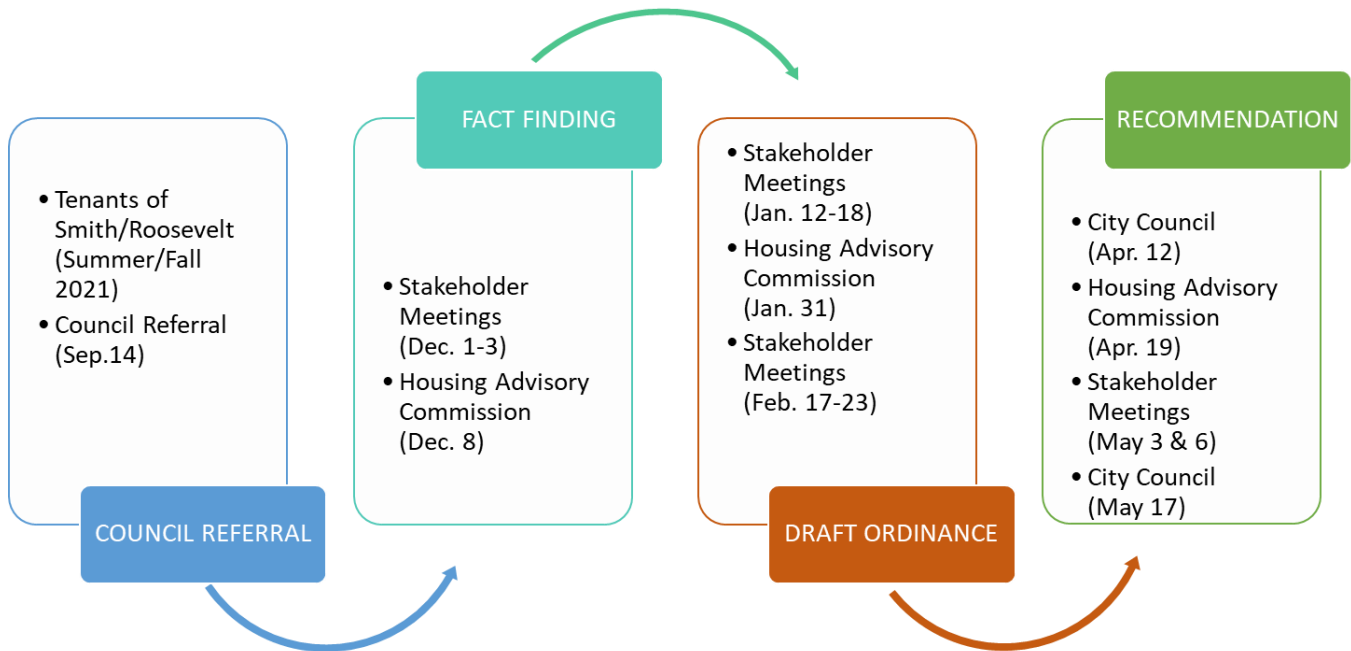 • Tenants of
Smith/Roosevelt
(Summer/Fall
2021)
• Council Referral
(Sep.14)
COUNCIL REFERRAL
FACT FINDING
• Stakeholder
Meetings
(Dec. 1-3)
• Housing Advisory
Commission
(Dec. 8)
• Stakeholder
Meetings
(Jan. 12-18)
• Housing Advisory
Commission
(Jan. 31)
• Stakeholder
Meetings
(Feb. 17-23)
DRAFT ORDINANCE
RECOMMENDATION
• City Council
(Apr. 12)
• Housing Advisory
Commission
(Apr. 19)
• Stakeholder
Meetings
(May 3 & 6)
• City Council
(May 17)